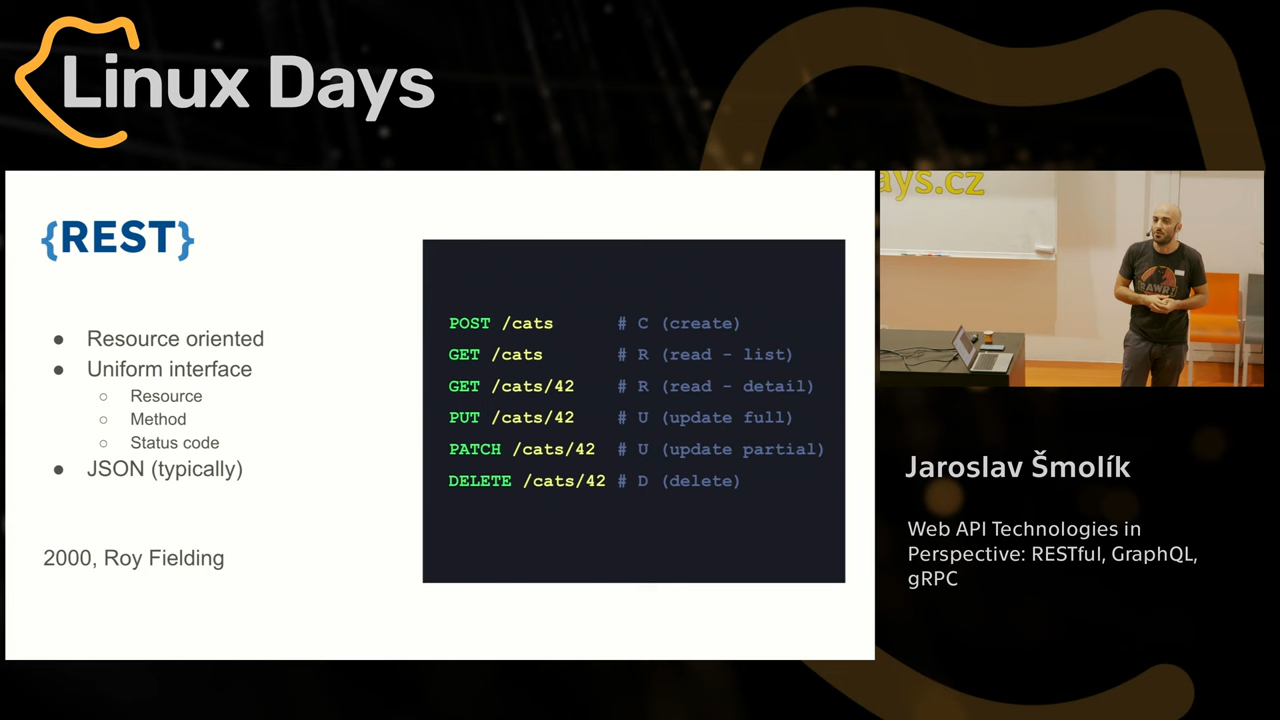 Linux Days
{REST}
● Resource oriented
● Uniform interface
○ Resource
○ Method
○ Status code
● JSON (typically)
2000, Roy Fielding
POST /cats # C (create)
GET /cats # R (read - list)
GET /cats/42 # R (read - detail)
PUT /cats/42 # U (update full)
PATCH /cats/42 # U (update partial)
DELETE /cats/42 # D (delete)
ays.cz
RAWR!
Jaroslav Šmolík
Web API Technologies in
Perspective: RESTful, GraphQL,
gRPC